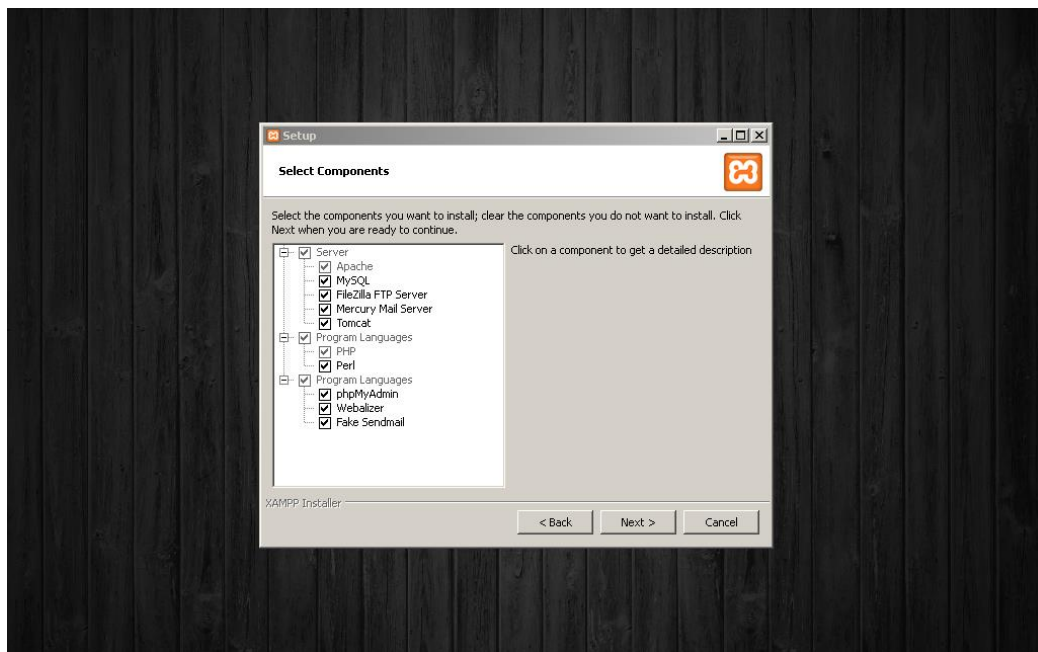 Setup
Select Components
Select the components you want to install; clear the components you do not want to install. Click
Next when you are ready to continue.
Server
Apache
MySQL
FileZilla FTP Server
Mercury Mail Server
Tomcat
Program Languages
PHP
Perl
Program Languages
phpMyAdmin
Webalizer
Fake Sendmail
Click on a component to get a detailed description
XAMPP Installer
< Back
Next >
Cancel